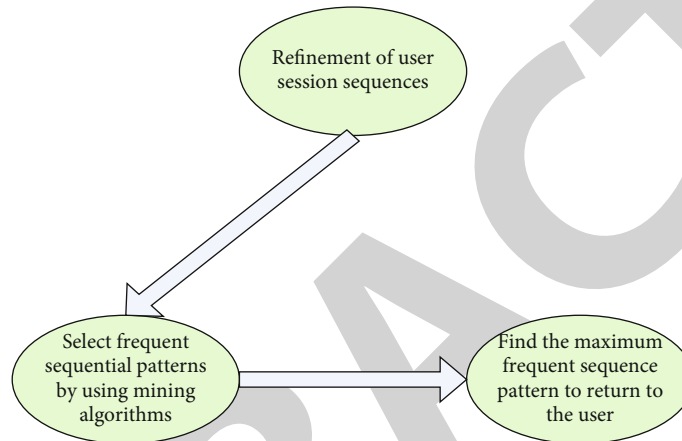 Refinement of user
session sequences
Select frequent
sequential patterns
by using mining
algorithms
Find the maximum
frequent sequence
pattern to return to
the user